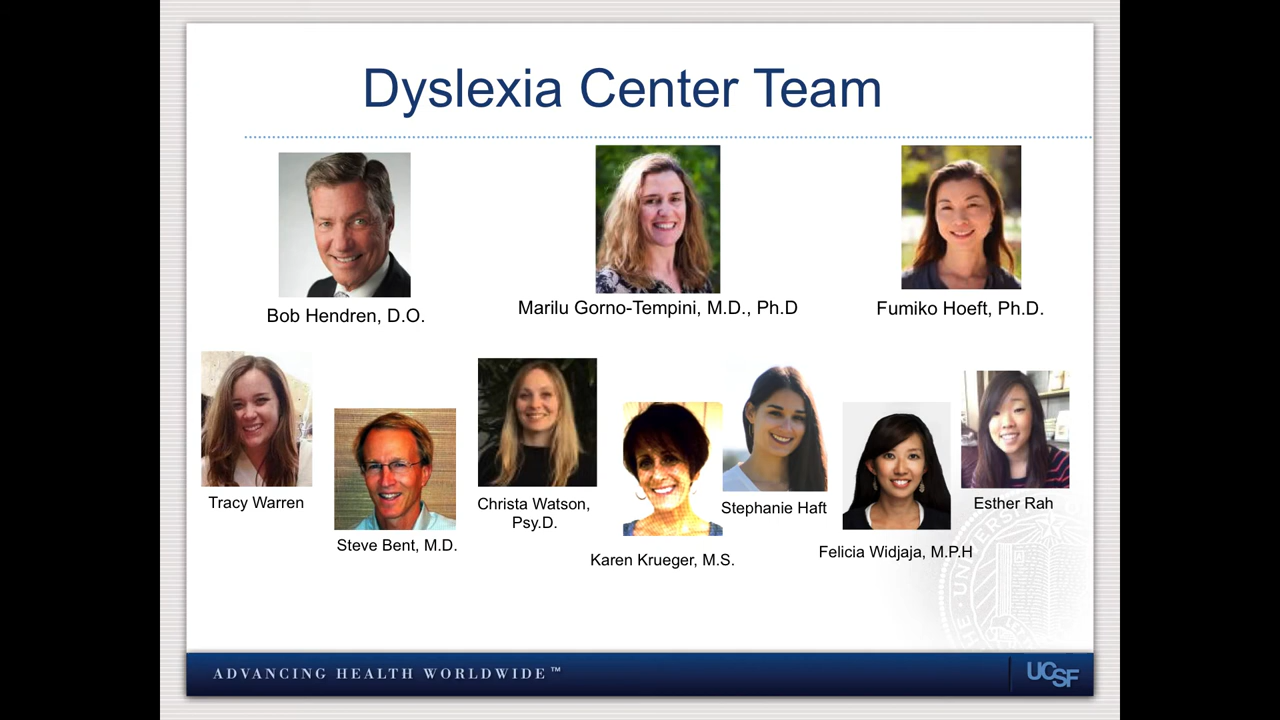 Dyslexia Center Team
Bob Hendren, D.O.
Marilu Gorno-Tempini, M.D., Ph.D
Fumiko Hoeft, Ph.D.
Tracy Warren
Steve Bent, M.D.
Christa Watson,
Psy.D.
Karen Krueger, M.S.
Stephanie Haft
Felicia Widjaja, M.P.H
Esther Rah
ADVANCING HEALTH WORLDWIDE™
UCSF